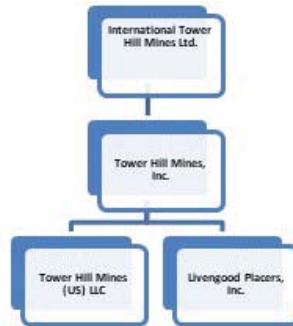 International Tower
Hill Mines Ltd.
Tower Hill Mines,
Inc.
Tower Hill Mines
(US) LLC
Livengood Placers,
Inc.